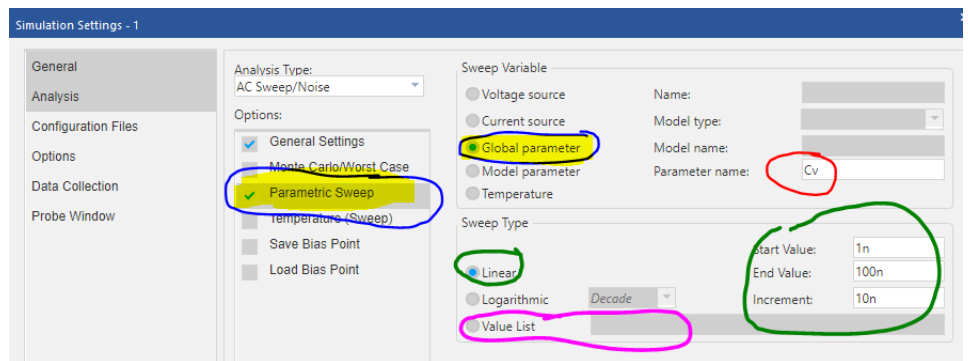 Simulation Settings - 1
General
Analysis
Configuration Files
Options
Data Collection
Probe Window
Analysis Type:
AC Sweep/Noise
Options:
General Settings
Monte Carlo/Worst Case
Parametric Sweep
Temperature (Sweep)
Save Bias Point
Load Bias Point
Sweep Variable
Voltage source Name:
Current source Model type:
Global parameter Model name:
Model parameter Parameter name: Cv
Temperature
Sweep Type
Start Value: 1n
Linear End Value: 100n
Logarithmic Decade Increment: 10n
Value List